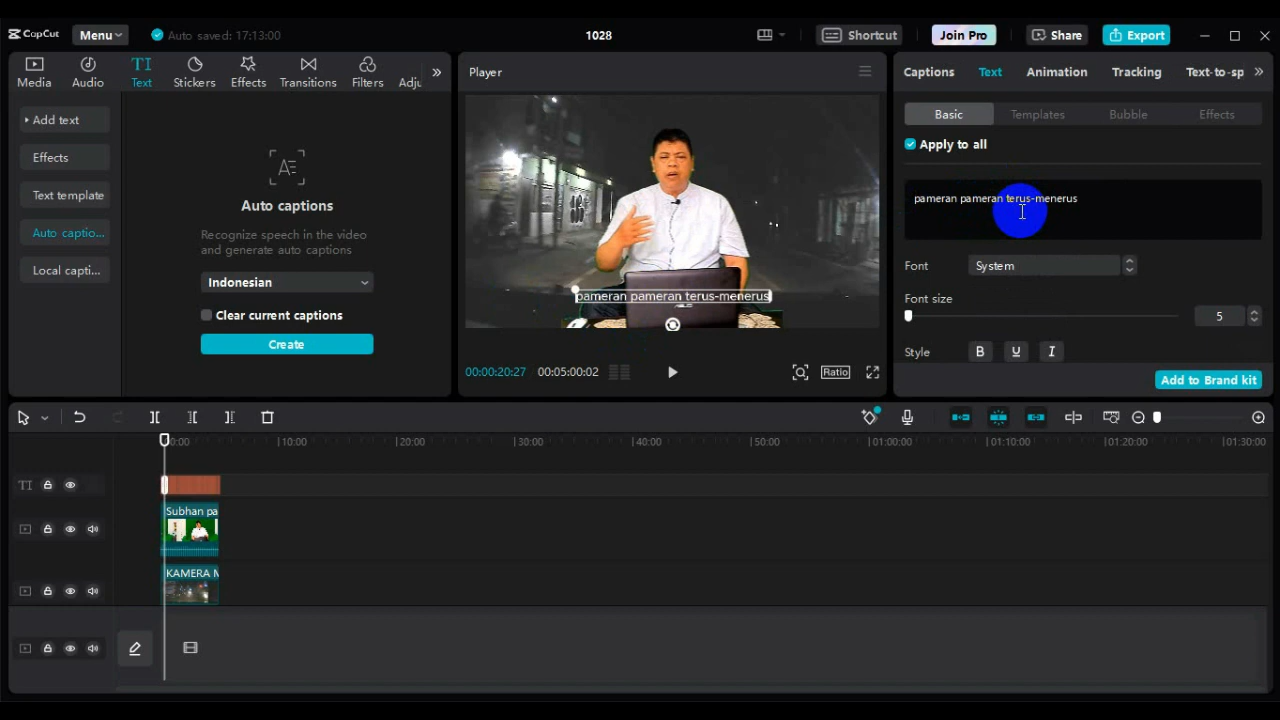 CapCut
Menu
Auto saved: 17:13:00
1028
Shortcut
Join Pro
Share
Export
Media
Audio
TI
Text
Stickers
Effects
Transitions
Filters
Adju
Add text
Effects
Text template
Auto captio...
Local capti...
Auto captions
Recognize speech in the video
and generate auto captions
Indonesian
Clear current captions
Create
Player
pameran pameran terus-menerus
00:00:20:27
00:05:00:02
Ratio
Captions
Text
Animation
Tracking
Text-to-sp
Basic
Templates
Bubble
Effects
Apply to all
pameran pameran terus-menerus
Font
System
Font size
5
Style
B
U
I
Add to Brand kit
00:00
10:00
20:00
30:00
40:00
50:00
01:00:00
01:10:00
01:20:00
01:30:00
TI
Subhan pa
KAMERA M